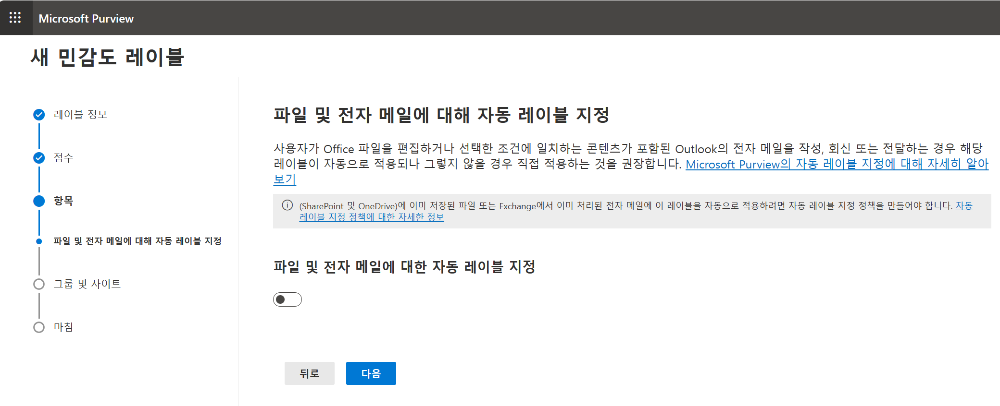 Microsoft Purview
새 민감도 레이블
레이블 정보
점수
항목
파일 및 전자 메일에 대해 자동 레이블 지정
그룹 및 사이트
마침
파일 및 전자 메일에 대해 자동 레이블 지정
사용자가 Office 파일을 편집하거나 선택한 조건에 일치하는 콘텐츠가 포함된 Outlook의 전자 메일을 작성, 회신 또는 전달하는 경우 해당
레이블이 자동으로 적용되나 그렇지 않을 경우 직접 적용하는 것을 권장합니다. Microsoft Purview의 자동 레이블 지정에 대해 자세히 알아
보기
(SharePoint 및 OneDrive)에 이미 저장된 파일 또는 Exchange에서 이미 처리된 전자 메일에 이 레이블을 자동으로 적용하려면 자동 레이블 지정 정책을 만들어야 합니다. 자동
레이블 지정 정책에 대한 자세한 정보
파일 및 전자 메일에 대한 자동 레이블 지정
뒤로
다음